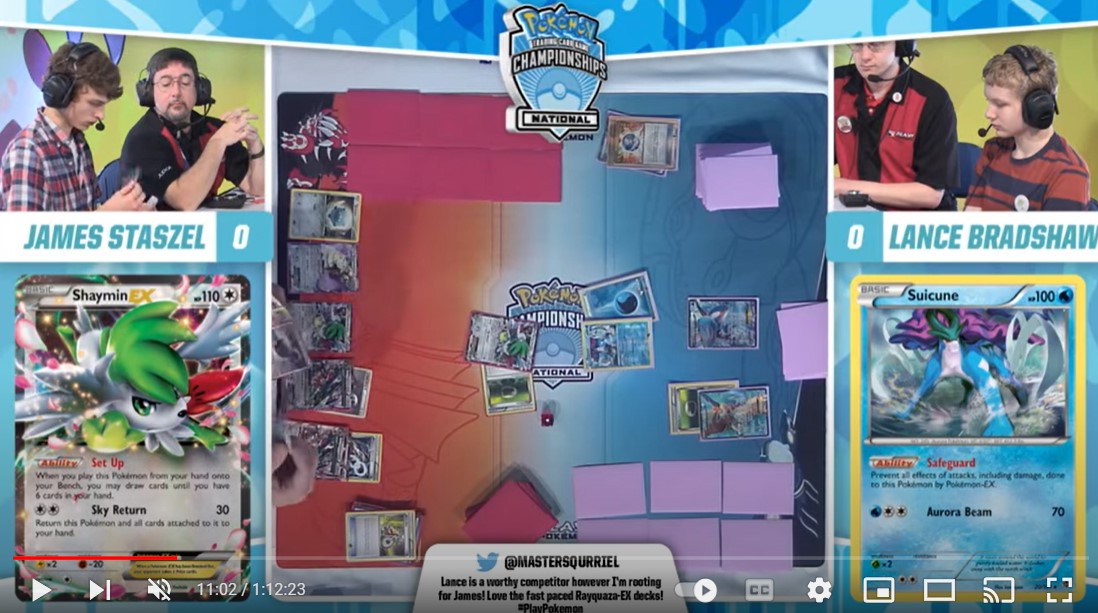 Pokémon
TRADING CARD GAME
CHAMPIONSHIPS
NATIONAL
JAMES STASZEL 0
0 LANCE BRADSHAW
BASIC
Shaymin EX HP110
Ability Set Up
When you play this Pokémon from your hand onto
your Bench, you may draw cards until you have
6 cards in your hand.
Sky Return 30
Return this Pokémon and all cards attached to it to
your hand.
×2 -20
BASIC
Suicune HP100
Ability Safeguard
Prevent all effects of attacks, including damage, done
to this Pokémon by Pokémon-EX.
Aurora Beam 70
×2
Pokémon
AMPIONSH
ATIONAL
@MASTERSQURRIEL
Lance is a worthy competitor however I'm rooting
for James! Love the fast paced Rayquaza-EX decks!
#PlayPokemon
11:02 / 1:12:23
CC